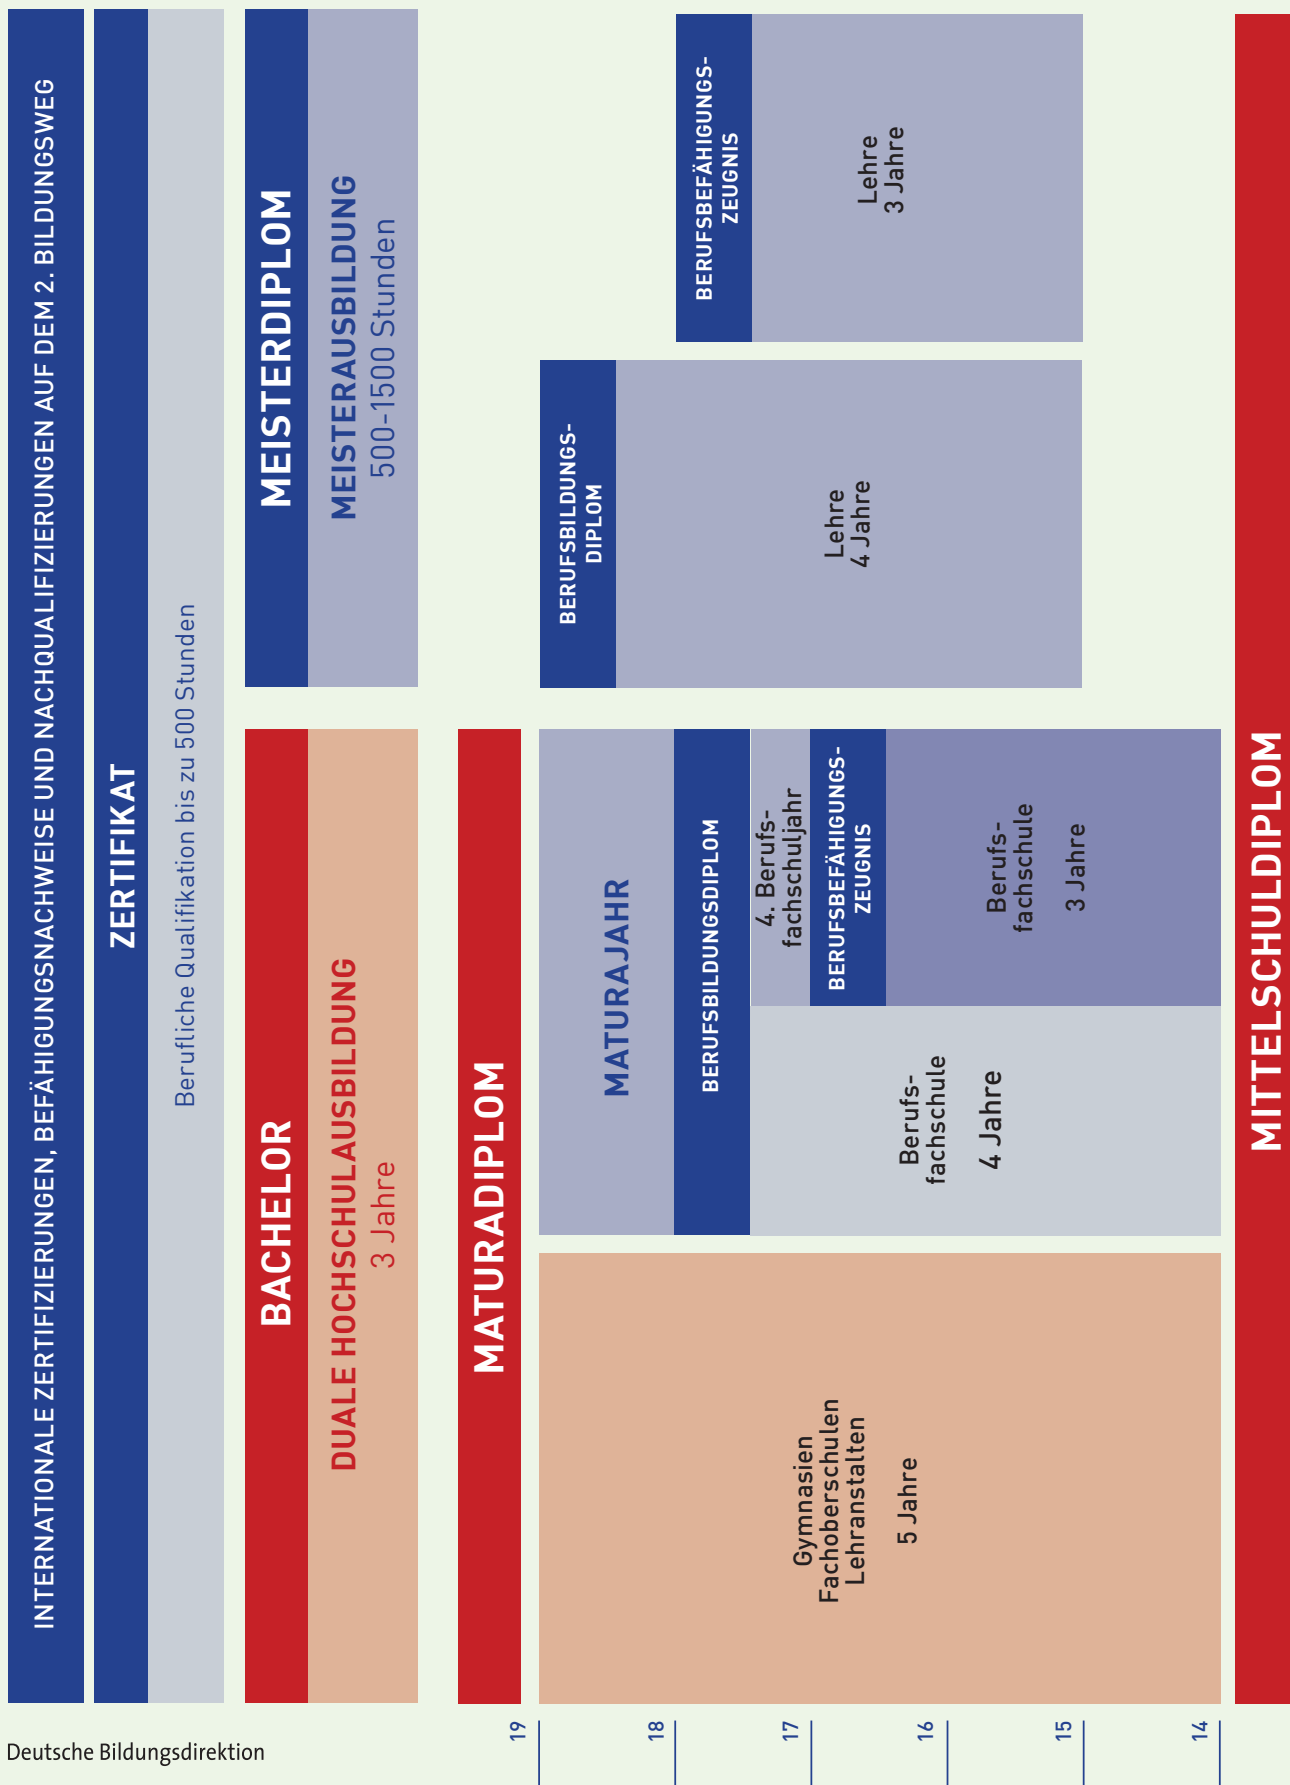 INTERNATIONALE ZERTIFIZIERUNGEN, BEFÄHIGUNGSNACHWEISE UND NACHQUALIFIZIERUNGEN AUF DEM 2. BILDUNGSWEG
ZERTIFIKAT
Berufliche Qualifikation bis zu 500 Stunden
BACHELOR
DUALE HOCHSCHULAUSBILDUNG
3 Jahre
MEISTERDIPLOM
MEISTERAUSBILDUNG
500-1500 Stunden
MATURADIPLOM
Gymnasien
Fachoberschulen
Lehranstalten
5 Jahre
MATURAJAHR
BERUFSBILDUNGSDIPLOM
Berufs-
fachschule
4 Jahre
4. Berufs-
fachschuljahr
BERUFSBEFÄHIGUNGS-
ZEUGNIS
Berufs-
fachschule
3 Jahre
BERUFSBILDUNGS-
DIPLOM
Lehre
4 Jahre
BERUFSBEFÄHIGUNGS-
ZEUGNIS
Lehre
3 Jahre
MITTELSCHULDIPLOM
19
18
17
16
15
14
Deutsche Bildungsdirektion